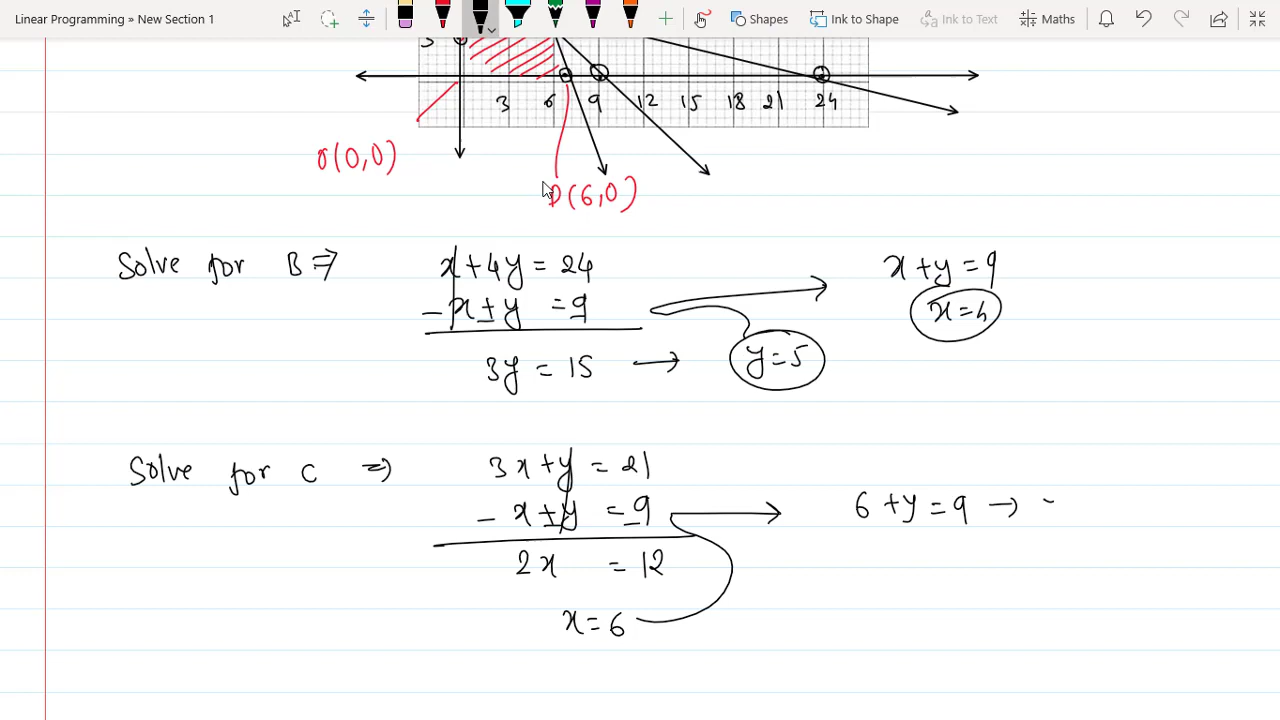 Linear Programming » New Section 1
Shapes
Ink to Shape
Ink to Text
Maths
3
3 6 9 12 15 18 21 24
O(0,0)
D(6,0)
Solve for B ⇒ x+4y = 24 x+y = 9
– x±y = 9 x=4
3y = 15 → y=5
Solve for C ⇒ 3x+y = 21
– x±y = 9 6+y = 9 →
2x = 12
x = 6